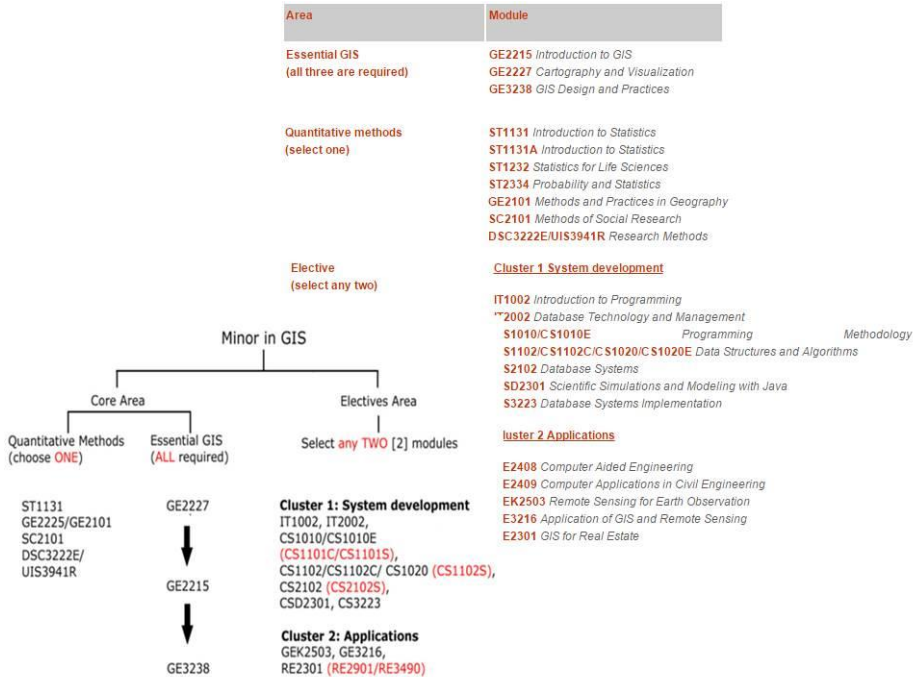 Area Module
Essential GIS
(all three are required)
GE2215 Introduction to GIS
GE2227 Cartography and Visualization
GE3238 GIS Design and Practices
Quantitative methods
(select one)
ST1131 Introduction to Statistics
ST1131A Introduction to Statistics
ST1232 Statistics for Life Sciences
ST2334 Probability and Statistics
GE2101 Methods and Practices in Geography
SC2101 Methods of Social Research
DSC3222E/UIS3941R Research Methods
Elective
(select any two)
Cluster 1 System development
IT1002 Introduction to Programming
IT2002 Database Technology and Management
S1010/CS1010E Programming Methodology
S1102/CS1102C/CS1020/CS1020E Data Structures and Algorithms
S2102 Database Systems
SD2301 Scientific Simulations and Modeling with Java
S3223 Database Systems Implementation
luster 2 Applications
E2408 Computer Aided Engineering
E2409 Computer Applications in Civil Engineering
EK2503 Remote Sensing for Earth Observation
E3216 Application of GIS and Remote Sensing
E2301 GIS for Real Estate
Minor in GIS
Core Area
Electives Area
Quantitative Methods
(choose ONE)
Essential GIS
(ALL required)
Select any TWO [2] modules
ST1131
GE2225/GE2101
SC2101
DSC3222E/
UIS3941R
GE2227
GE2215
GE3238
Cluster 1: System development
IT1002, IT2002,
CS1010/CS1010E
(CS1101C/CS1101S),
CS1102/CS1102C/ CS1020 (CS1102S),
CS2102 (CS2102S),
CSD2301, CS3223
Cluster 2: Applications
GEK2503, GE3216,
RE2301 (RE2901/RE3490)